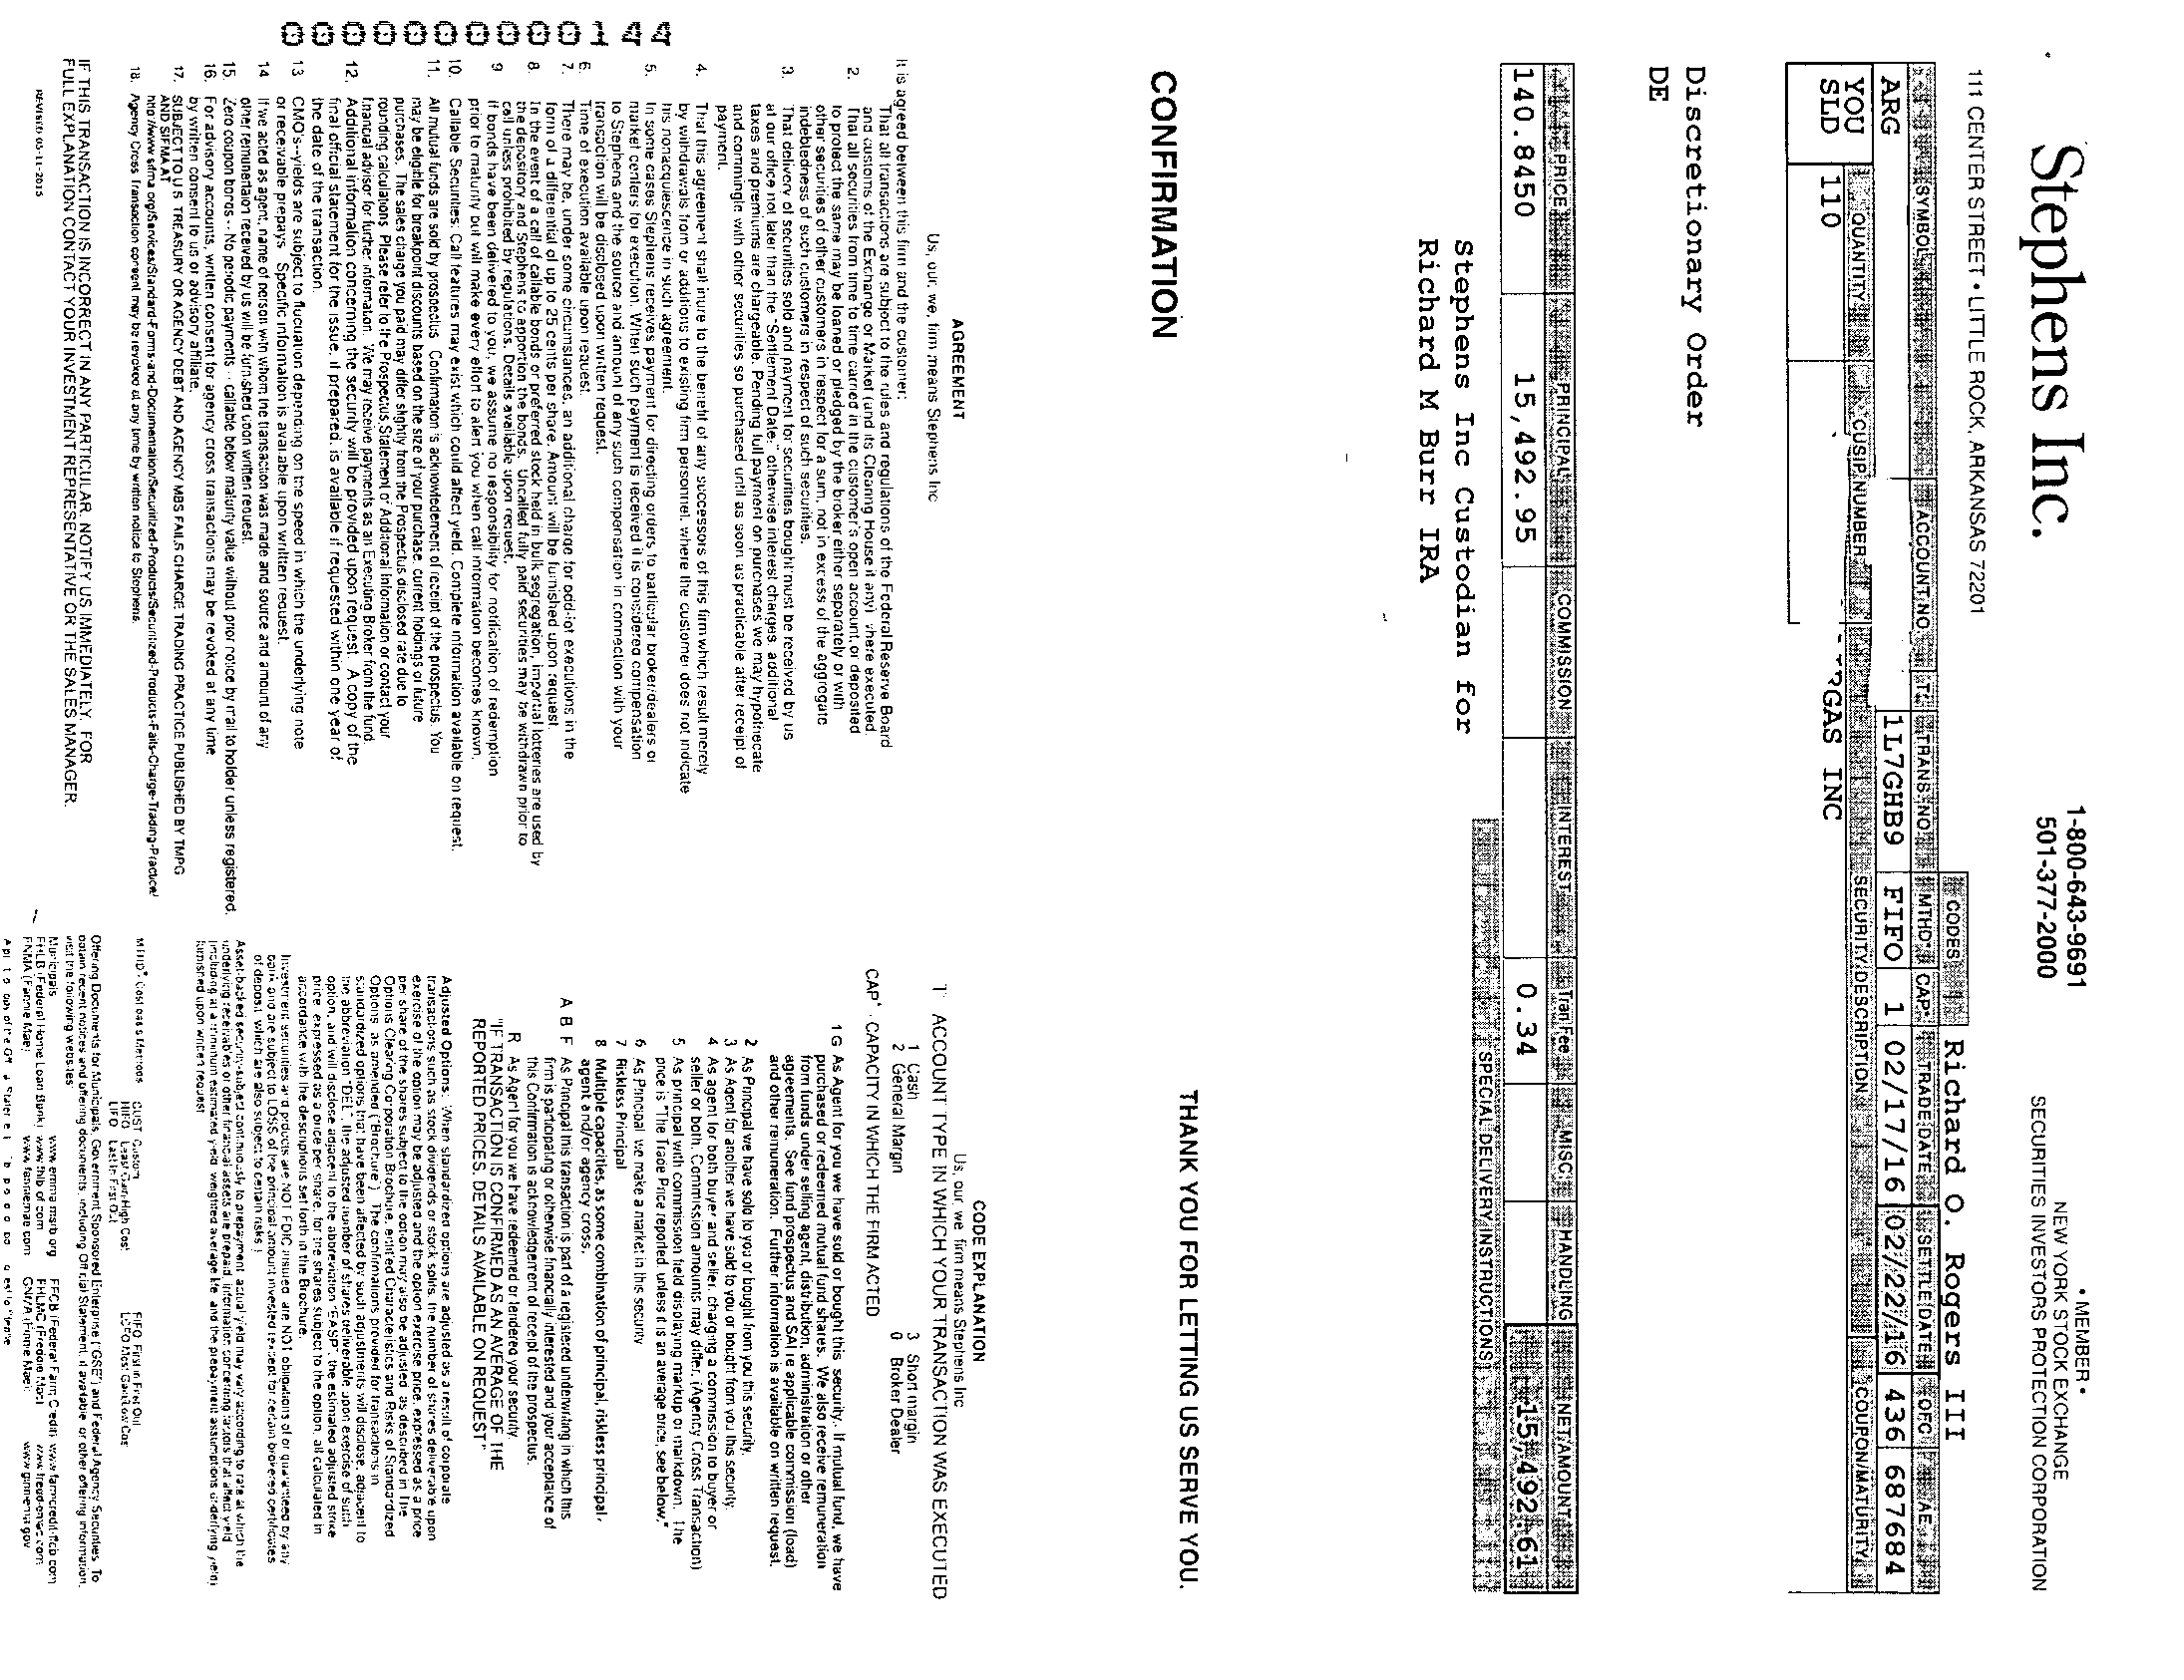 Stephens Inc.
111 CENTER STREET • LITTLE ROCK, ARKANSAS 72201
1-800-643-9691
501-377-2000
• MEMBER •
NEW YORK STOCK EXCHANGE
SECURITIES INVESTORS PROTECTION CORPORATION
CODES
Richard O. Rogers III
SYMBOL ACCOUNT NO. TRANS NO. MTHD* CAP* TRADE DATE SETTLE DATE OFC AE
ARG 1L7GHB9 FIFO 1 02/17/16 02/22/16 436 687684
YOU SLD QUANTITY CUSIP NUMBER SECURITY DESCRIPTION COUPON/MATURITY
110 INC
Discretionary Order
DE
PRICE PRINCIPAL COMMISSION INTEREST Tran Fee MISC HANDLING NET AMOUNT
140.8450 15,492.95 0.34 15,492.61
SPECIAL DELIVERY INSTRUCTIONS
Stephens Inc Custodian for
Richard M Burr IRA
CONFIRMATION
THANK YOU FOR LETTING US SERVE YOU.
AGREEMENT
Us, our, we, firm means Stephens Inc
It is agreed between this firm and the customer:
That all transactions are subject to the rules and regulations of the Federal Reserve Board
and customs of the Exchange or Market (and its Clearing House if any) where executed.
2. That all securities from time to time carried in the customer's open account, or deposited
to protect the same may be loaned or pledged by the broker either separately or with
other securities of other customers in respect for a sum, not in excess of the aggregate
indebtedness of such customers in respect of such securities.
3. That delivery of securities sold and payment for securities bought must be received by us
at our office not later than the "Settlement Date," otherwise interest charges, additional
taxes and premiums are chargeable. Pending full payment on purchases we may hypothecate
and commingle with other securities so purchased until as soon as practicable after receipt of
payment.
4. That this agreement shall inure to the benefit of any successors of this firm which result merely
by withdrawals from or additions to existing firm personnel, where the customer does not indicate
his nonacquiescence in such agreement.
5. In some cases Stephens receives payment for directing orders to particular broker/dealers or
market centers for execution. When such payment is received it is considered compensation
to Stephens and the source and amount of any such compensation in connection with your
transaction will be disclosed upon written request.
6. Time of execution available upon request.
7. There may be, under some circumstances, an additional charge for odd-lot executions in the
form of a differential of up to 25 cents per share. Amount will be furnished upon request.
8. In the event of a call of callable bonds or preferred stock held in bulk segregation, impartial lotteries are used by
the depository and Stephens to apportion the bonds. Uncalled fully paid securities may be withdrawn prior to
call unless prohibited by regulations. Details available upon request.
9 If bonds have been delivered to you, we assume no responsibility for notification of redemption
prior to maturity but will make every effort to alert you when call information becomes known.
10. Callable Securities: Call features may exist which could affect yield. Complete information available on request.
11. All mutual funds are sold by prospectus. Confirmation is acknowledgement of receipt of the prospectus. You
may be eligible for breakpoint discounts based on the size of your purchase, current holdings or future
purchases. The sales charge you paid may differ slightly from the Prospectus disclosed rate due to
rounding calculations. Please refer to the Prospectus, Statement of Additional Information or contact your
financial advisor for further information. We may receive payments as an Executing Broker from the fund.
12. Additional information concerning the security will be provided upon request. A copy of the
final official statement for the issue, if prepared, is available if requested within one year of
the date of the transaction.
13 CMO's--yields are subject to fluctuation depending on the speed in which the underlying note
or receivable prepays. Specific information is available upon written request.
14 If we acted as agent, name of person with whom the transaction was made and source and amount of any
other remuneration received by us will be furnished upon written request.
15. Zero coupon bonds -- No periodic payments -- callable below maturity value without prior notice by mail to holder unless registered.
16. For advisory accounts, written consent for agency cross transactions may be revoked at any time
by written consent to us or advisory affiliate.
17. SUBJECT TO U S TREASURY OR AGENCY DEBT AND AGENCY MBS FAILS CHARGE TRADING PRACTICE PUBLISHED BY TMPG
AND SIFMA AT
http://www.sifma.org/Services/Standard-Forms-and-Documentation/Securitized-Products/Securitized-Products-Fails-Charge-Trading-Practice/
18. Agency Cross Transaction consent may be revoked at any time by written notice to Stephens.
IF THIS TRANSACTION IS INCORRECT IN ANY PARTICULAR, NOTIFY US IMMEDIATELY. FOR
FULL EXPLANATION CONTACT YOUR INVESTMENT REPRESENTATIVE OR THE SALES MANAGER.
REVISED 05-11-2015
CODE EXPLANATION
Us, our we firm means Stephens Inc
T* ACCOUNT TYPE IN WHICH YOUR TRANSACTION WAS EXECUTED
1 Cash 3 Short margin
2 General Margin 0 Broker Dealer
CAP* - CAPACITY IN WHICH THE FIRM ACTED
1G As Agent for you we have sold or bought this security. If mutual fund, we have
purchased or redeemed mutual fund shares. We also receive remuneration
from funds under selling agent, distribution, administration or other
agreements. See fund prospectus and SAI re applicable commission (load)
and other remuneration. Further information is available on written request.
2 As Principal we have sold to you or bought from you this security.
3 As Agent for another we have sold to you or bought from you this security.
4 As agent for both buyer and seller, charging a commission to buyer or
seller or both. Commission amounts may differ. (Agency Cross Transaction)
5 As principal with commission field displaying markup or markdown. The
price is "The Trade Price reported, unless it is an average price, see below."
6 As Principal we make a market in this security
7 Riskless Principal
8 Multiple capacities, as some combination of principal, riskless principal,
agent and/or agency cross.
A B F As Principal this transaction is part of a registered underwriting in which this
firm is participating or otherwise financially interested and your acceptance of
this Confirmation is acknowledgement of receipt of the prospectus.
R As Agent for you we have redeemed or tendered your security.
"IF TRANSACTION IS CONFIRMED AS AN AVERAGE OF THE
REPORTED PRICES, DETAILS AVAILABLE ON REQUEST"
Adjusted Options: When standardized options are adjusted as a result of corporate
transactions such as stock dividends or stock splits, the number of shares deliverable upon
exercise of the option may be adjusted and the option exercise price, expressed as a price
per share of the shares subject to the option may also be adjusted, as described in The
Options Clearing Corporation Brochure, entitled Characteristics and Risks of Standardized
Options, as amended ("Brochure"). The confirmations provided for transactions in
standardized options that have been affected by such adjustments will disclose, adjacent to
the abbreviation "DEL", the adjusted number of shares deliverable upon exercise of such
option, and will disclose adjacent to the abbreviation "EASP", the estimated adjusted strike
price, expressed as a price per share, for the shares subject to the option, all calculated in
accordance with the descriptions set forth in the Brochure.
Investment securities and products are NOT FDIC insured, are NOT obligations of or guaranteed by any
bank and are subject to LOSS of the principal amount invested (except for certain brokered certificates
of deposit which are also subject to certain risks.)
Asset-backed security-subject continuously to prepayment actual yield may vary according to rate at which the
underlying receivables or other financial assets are prepaid. Information concerning factors that affect yield
(including at a minimum estimated yield weighted average life and the prepayment assumptions underlying yield)
furnished upon written request
MTHD* - Cost Basis Methods CUST Custom FIFO First in First Out
HIFO Least Gain High Cost LCFO Most Gain Low Cost
LIFO Last in First Out
Offering Documents for Municipals, Government Sponsored Enterprise ("GSE") and Federal Agency Securities. To
obtain recent notices and offering documents, including Official Statement, if available or other offering information,
visit the following websites
Municipals www.emma.msrb.org FFCB (Federal Farm Credit) www.farmcredit-ffcb.com
FHLB (Federal Home Loan Bank) www.fhlb-of.com FHLMC (Freddie Mac) www.freddiemac.com
FNMA (Fannie Mae) www.fanniemae.com GNMA (Ginnie Mae) www.ginniemae.gov
000000000144